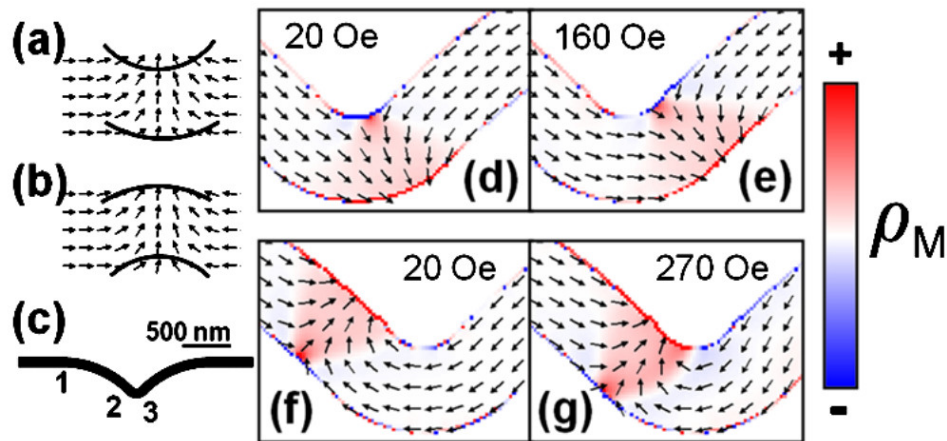 (a)
(b)
(c)
500 nm
1
2
3
20 Oe
(d)
160 Oe
(e)
20 Oe
(f)
270 Oe
(g)
+
ρM
-